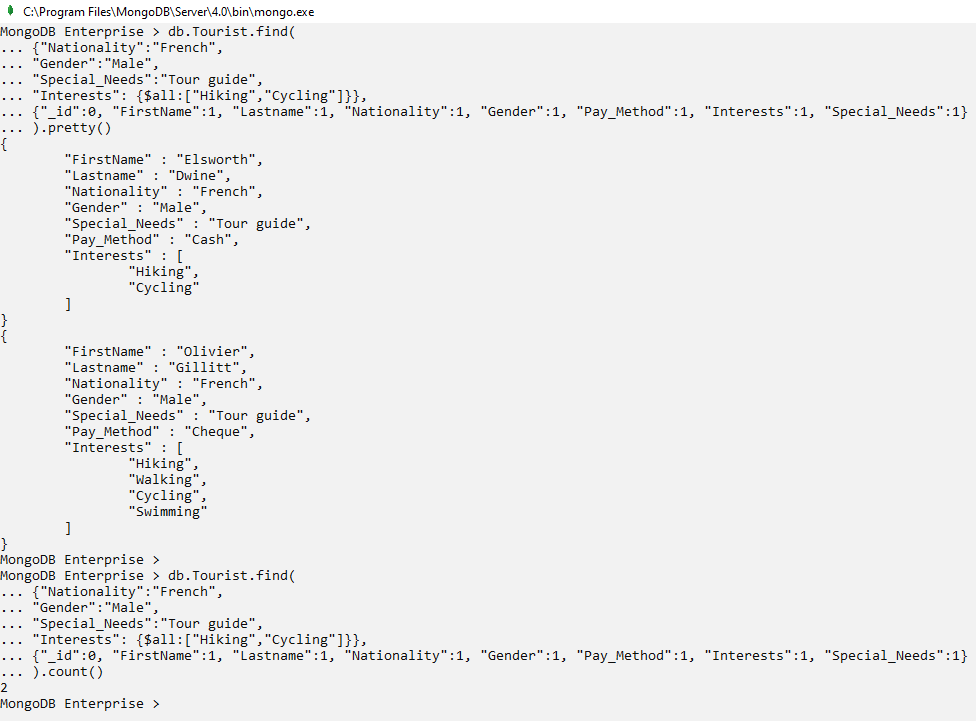 C:\Program Files\MongoDB\Server\4.0\bin\mongo.exe
MongoDB Enterprise > db.Tourist.find(
... {"Nationality":"French",
... "Gender":"Male",
... "Special_Needs":"Tour guide",
... "Interests": {$all:["Hiking","Cycling"]}},
... {"_id":0, "FirstName":1, "Lastname":1, "Nationality":1, "Gender":1, "Pay_Method":1, "Interests":1, "Special_Needs":1}
... ).pretty()
{
        "FirstName" : "Elsworth",
        "Lastname" : "Dwine",
        "Nationality" : "French",
        "Gender" : "Male",
        "Special_Needs" : "Tour guide",
        "Pay_Method" : "Cash",
        "Interests" : [
                "Hiking",
                "Cycling"
        ]
}
{
        "FirstName" : "Olivier",
        "Lastname" : "Gillitt",
        "Nationality" : "French",
        "Gender" : "Male",
        "Special_Needs" : "Tour guide",
        "Pay_Method" : "Cheque",
        "Interests" : [
                "Hiking",
                "Walking",
                "Cycling",
                "Swimming"
        ]
}
MongoDB Enterprise >
MongoDB Enterprise > db.Tourist.find(
... {"Nationality":"French",
... "Gender":"Male",
... "Special_Needs":"Tour guide",
... "Interests": {$all:["Hiking","Cycling"]}},
... {"_id":0, "FirstName":1, "Lastname":1, "Nationality":1, "Gender":1, "Pay_Method":1, "Interests":1, "Special_Needs":1}
... ).count()
2
MongoDB Enterprise >